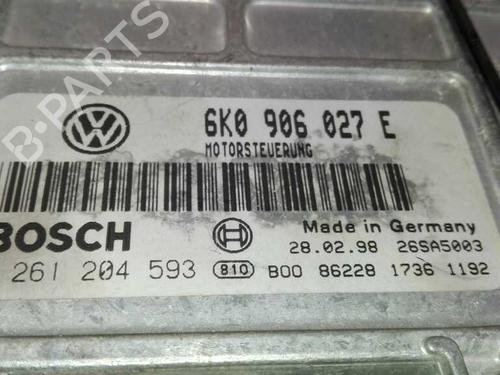 6K0 906 027 E
MOTORSTEUERUNG
BOSCH
Made in Germany
28.02.98 26SA5003
261 204 593 810 B00 86228 1736 1192
B-PARTS